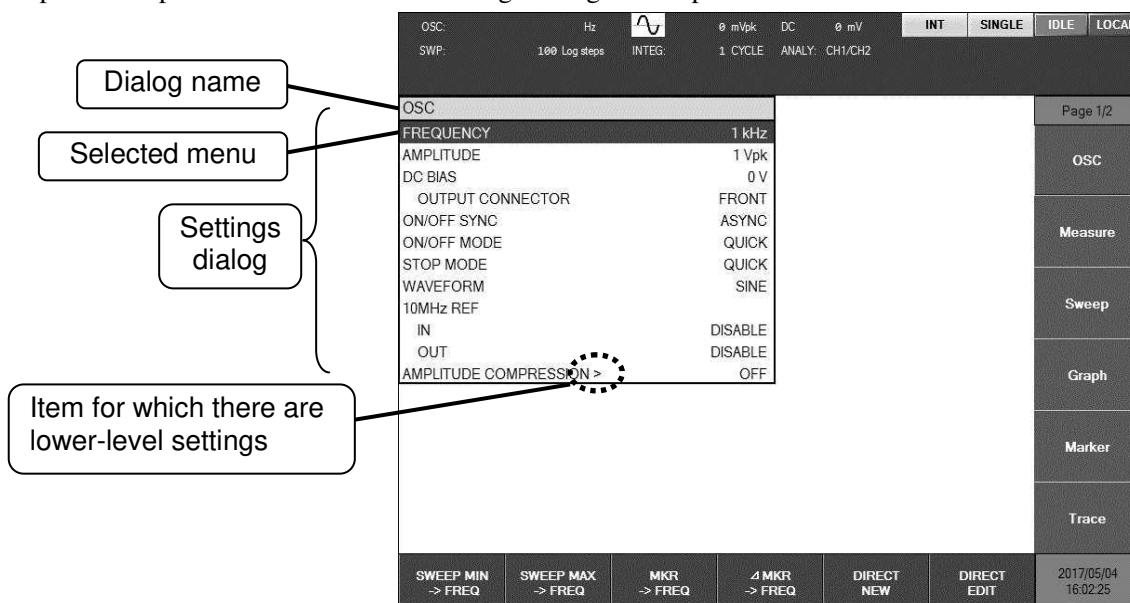 OSC: Hz 0 mVpk DC 0 mV INT SINGLE IDLE LOCAL
SWP: 100 Log steps INTEG: 1 CYCLE ANALY: CH1/CH2
Dialog name
Selected menu
Settings
dialog
Item for which there are
lower-level settings
OSC
FREQUENCY 1 kHz
AMPLITUDE 1 Vpk
DC BIAS 0 V
OUTPUT CONNECTOR FRONT
ON/OFF SYNC ASYNC
ON/OFF MODE QUICK
STOP MODE QUICK
WAVEFORM SINE
10MHz REF
IN DISABLE
OUT DISABLE
AMPLITUDE COMPRESSION > OFF
Page 1/2
OSC
Measure
Sweep
Graph
Marker
Trace
SWEEP MIN
-> FREQ
SWEEP MAX
-> FREQ
MKR
-> FREQ
⊿ MKR
-> FREQ
DIRECT
NEW
DIRECT
EDIT
2017/05/04
16:02:25